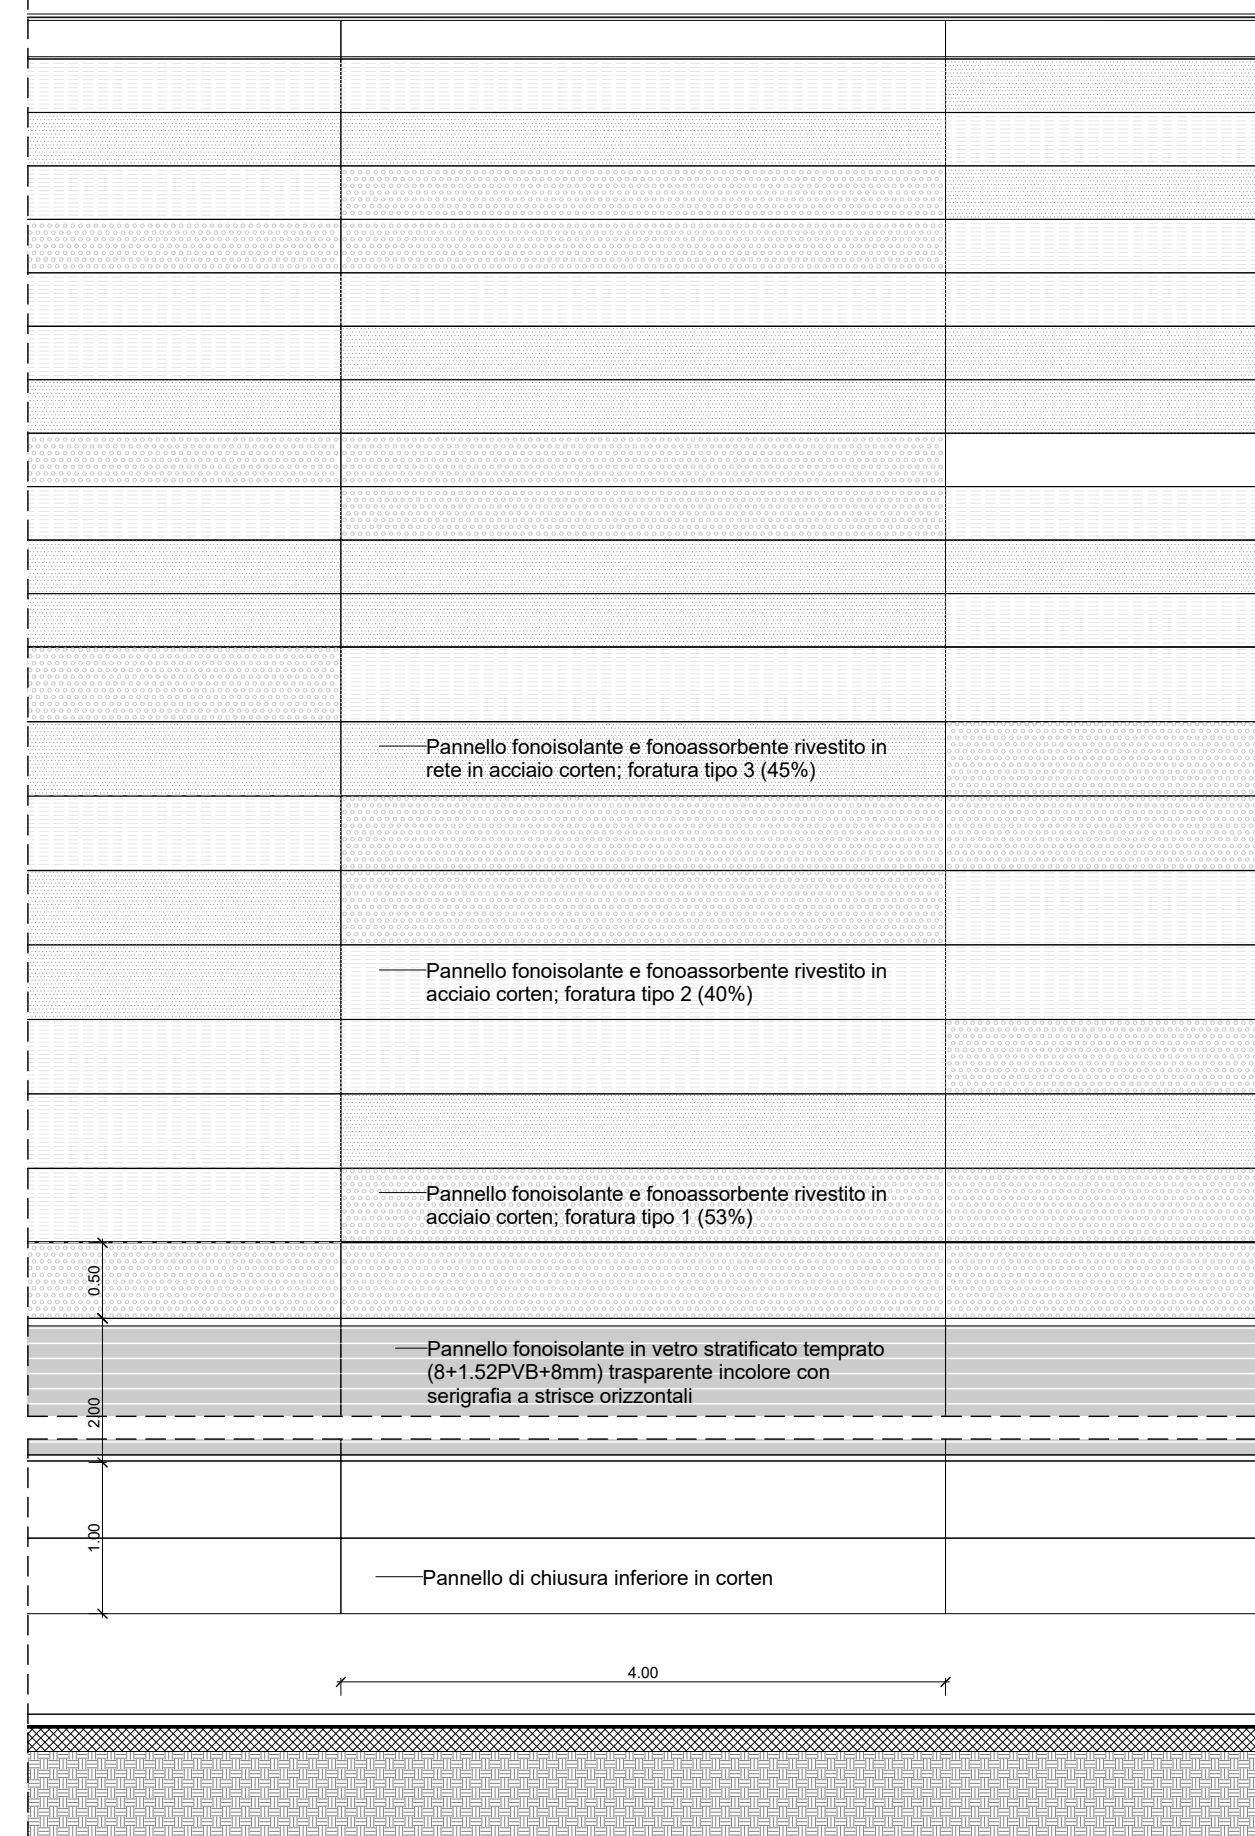 Pannello fonoisolante e fonoassorbente rivestito in
rete in acciaio corten; foratura tipo 3 (45%)
Pannello fonoisolante e fonoassorbente rivestito in
acciaio corten; foratura tipo 2 (40%)
Pannello fonoisolante e fonoassorbente rivestito in
acciaio corten; foratura tipo 1 (53%)
0.50
Pannello fonoisolante in vetro stratificato temprato
(8+1.52PVB+8mm) trasparente incolore con
serigrafia a strisce orizzontali
2.00
1.00
Pannello di chiusura inferiore in corten
4.00